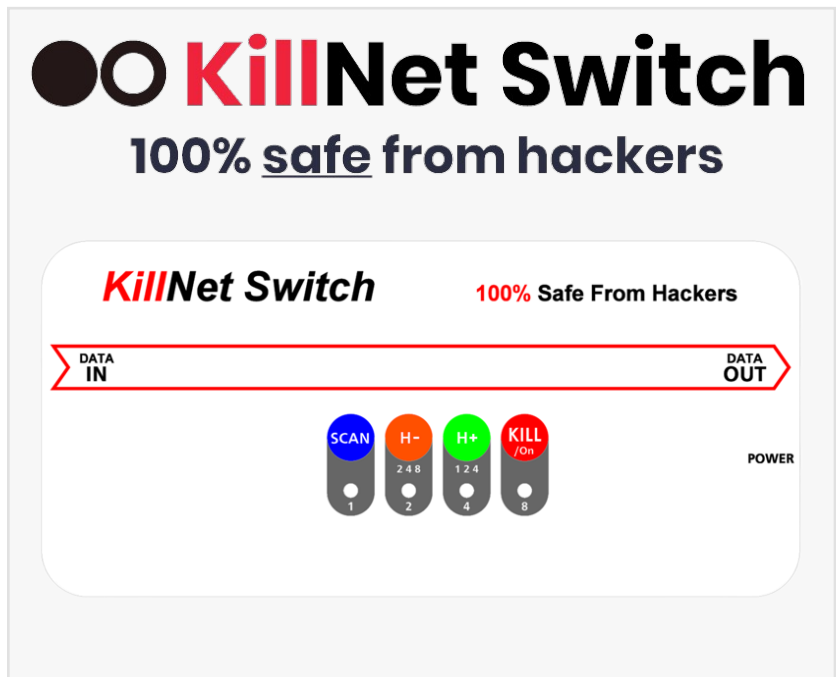 KillNet Switch
100% safe from hackers
KillNet Switch 100% Safe From Hackers
DATA DATA
IN OUT
SCAN H- H+ KILL
/On
2 4 8 1 2 4
POWER
1 2 4 8